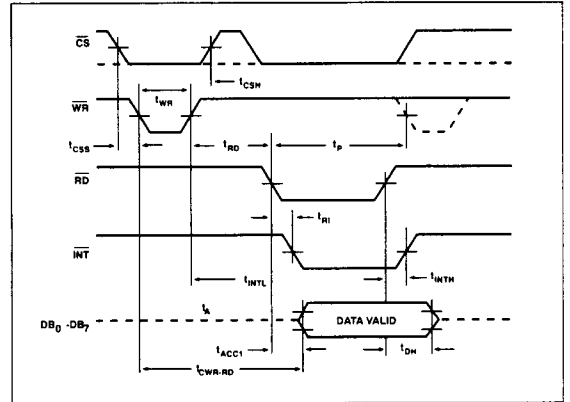 CS
tCSH
tWR
WR
tCSS
tRD
tP
RD
tRI
INT
tINTL
tINTH
tA
DB0 -DB7
DATA VALID
tACC1
tDH
tCWR-RD